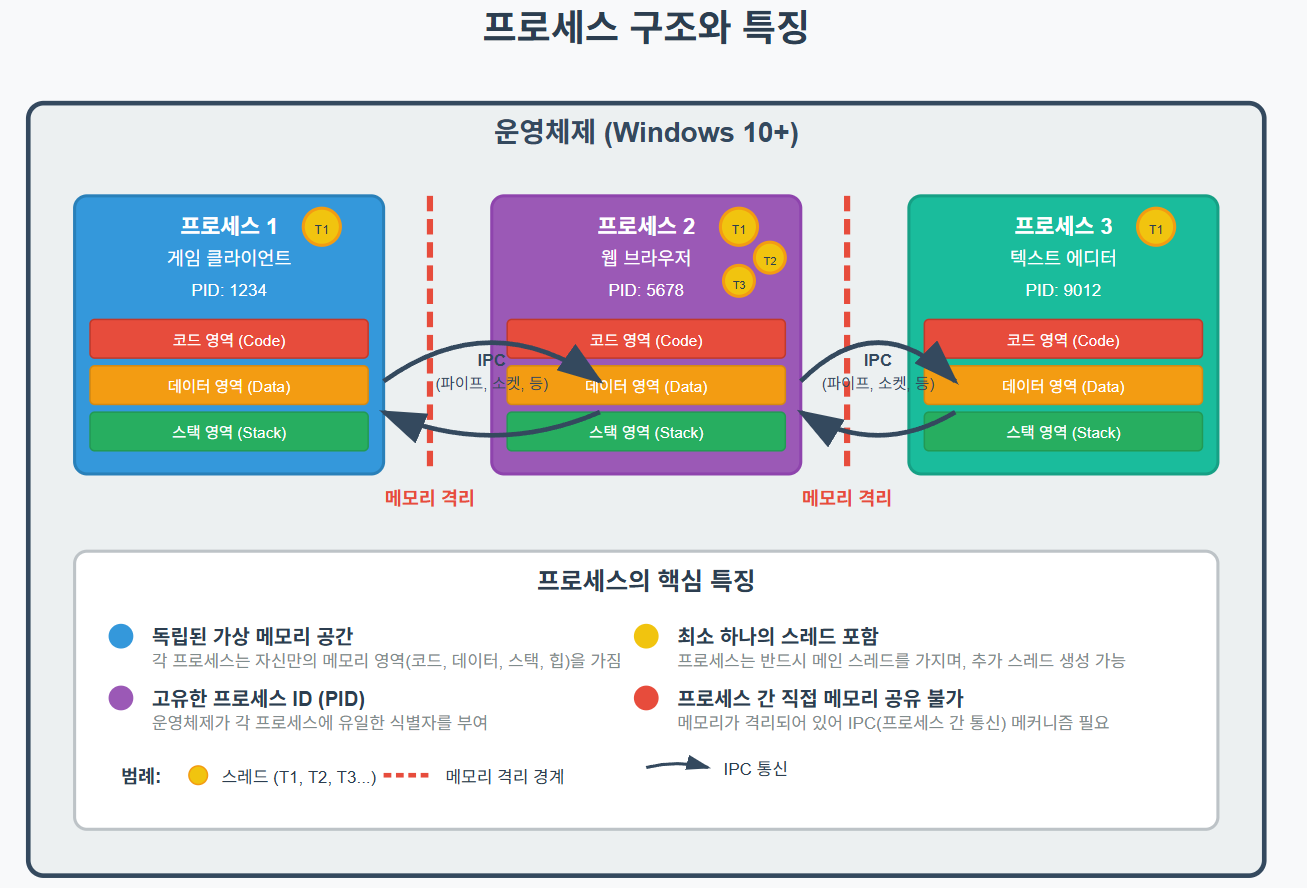 프로세스 구조와 특징
운영체제 (Windows 10+)
프로세스 1
T1
게임 클라이언트
PID: 1234
코드 영역 (Code)
데이터 영역 (Data)
스택 영역 (Stack)
IPC
(파이프, 소켓, 등)
메모리 격리
프로세스 2
T1
T2
T3
웹 브라우저
PID: 5678
코드 영역 (Code)
데이터 영역 (Data)
스택 영역 (Stack)
IPC
(파이프, 소켓, 등)
메모리 격리
프로세스 3
T1
텍스트 에디터
PID: 9012
코드 영역 (Code)
데이터 영역 (Data)
스택 영역 (Stack)
프로세스의 핵심 특징
독립된 가상 메모리 공간
각 프로세스는 자신만의 메모리 영역(코드, 데이터, 스택, 힙)을 가짐
최소 하나의 스레드 포함
프로세스는 반드시 메인 스레드를 가지며, 추가 스레드 생성 가능
고유한 프로세스 ID (PID)
운영체제가 각 프로세스에 유일한 식별자를 부여
프로세스 간 직접 메모리 공유 불가
메모리가 격리되어 있어 IPC(프로세스 간 통신) 메커니즘 필요
범례:
스레드 (T1, T2, T3...)
메모리 격리 경계
IPC 통신